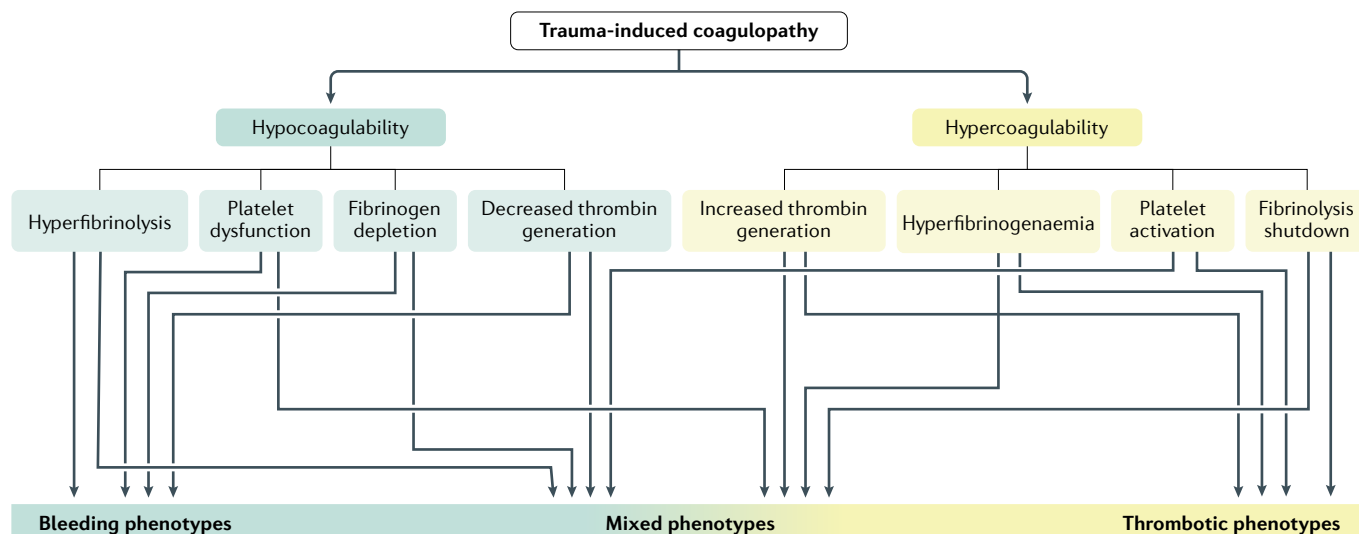 Trauma-induced coagulopathy
Hypocoagulability
Hypercoagulability
Hyperfibrinolysis
Platelet
dysfunction
Fibrinogen
depletion
Decreased thrombin
generation
Increased thrombin
generation
Hyperfibrinogenaemia
Platelet
activation
Fibrinolysis
shutdown
Bleeding phenotypes
Mixed phenotypes
Thrombotic phenotypes